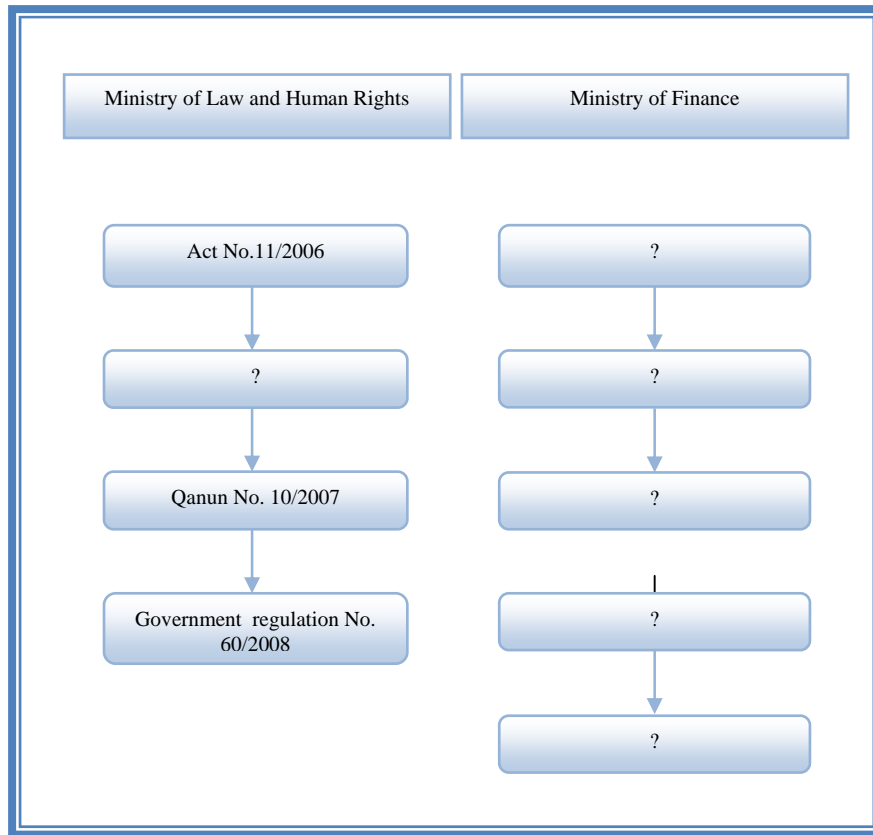 Ministry of Law and Human Rights
Ministry of Finance
Act No.11/2006
?
Qanun No. 10/2007
Government regulation No.
60/2008
?
?
?
?
?